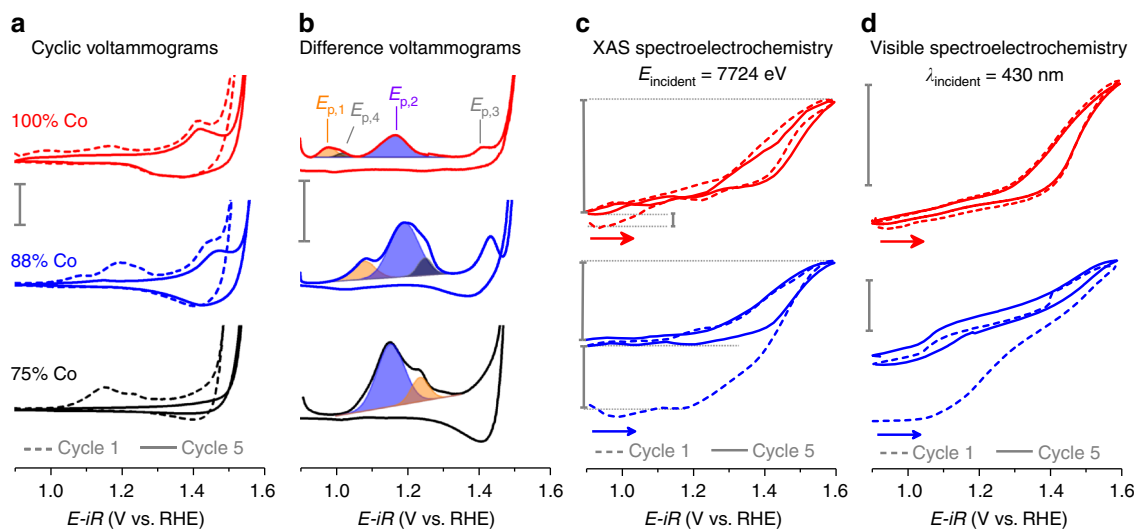 a
Cyclic voltammograms
100% Co
88% Co
75% Co
Cycle 1 Cycle 5
1.0 1.2 1.4 1.6
E-iR (V vs. RHE)
b
Difference voltammograms
Ep,1
Ep,4
Ep,2
Ep,3
1.0 1.2 1.4 1.6
E-iR (V vs. RHE)
c
XAS spectroelectrochemistry
Eincident = 7724 eV
Cycle 1 Cycle 5
1.0 1.2 1.4 1.6
E-iR (V vs. RHE)
d
Visible spectroelectrochemistry
λincident = 430 nm
Cycle 1 Cycle 5
1.0 1.2 1.4 1.6
E-iR (V vs. RHE)